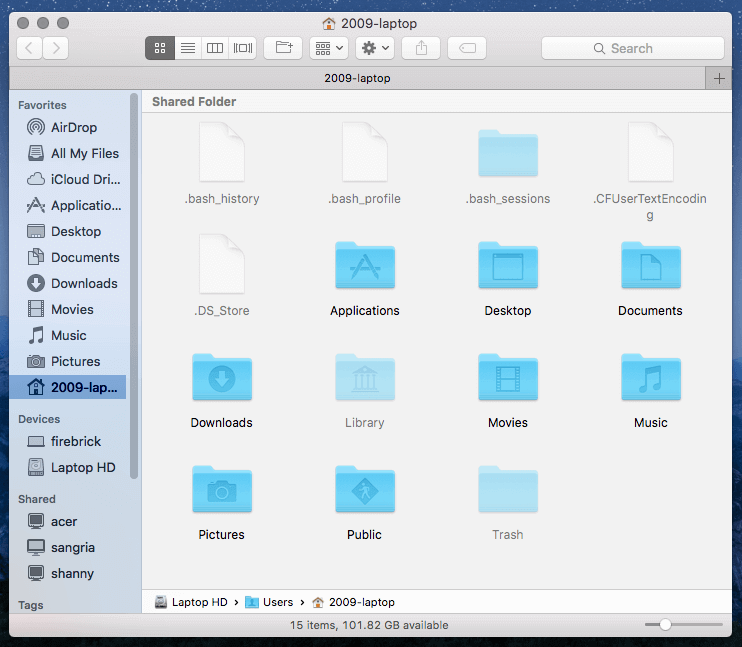 2009-laptop
Search
2009-laptop
Favorites
AirDrop
All My Files
iCloud Dri...
Applicatio...
Desktop
Documents
Downloads
Movies
Music
Pictures
2009-lap...
Devices
firebrick
Laptop HD
Shared
acer
sangria
shanny
Tags
Shared Folder
.bash_history
.bash_profile
.bash_sessions
.CFUserTextEncodin
g
.DS_Store
Applications
Desktop
Documents
Downloads
Library
Movies
Music
Pictures
Public
Trash
Laptop HD › Users › 2009-laptop
15 items, 101.82 GB available